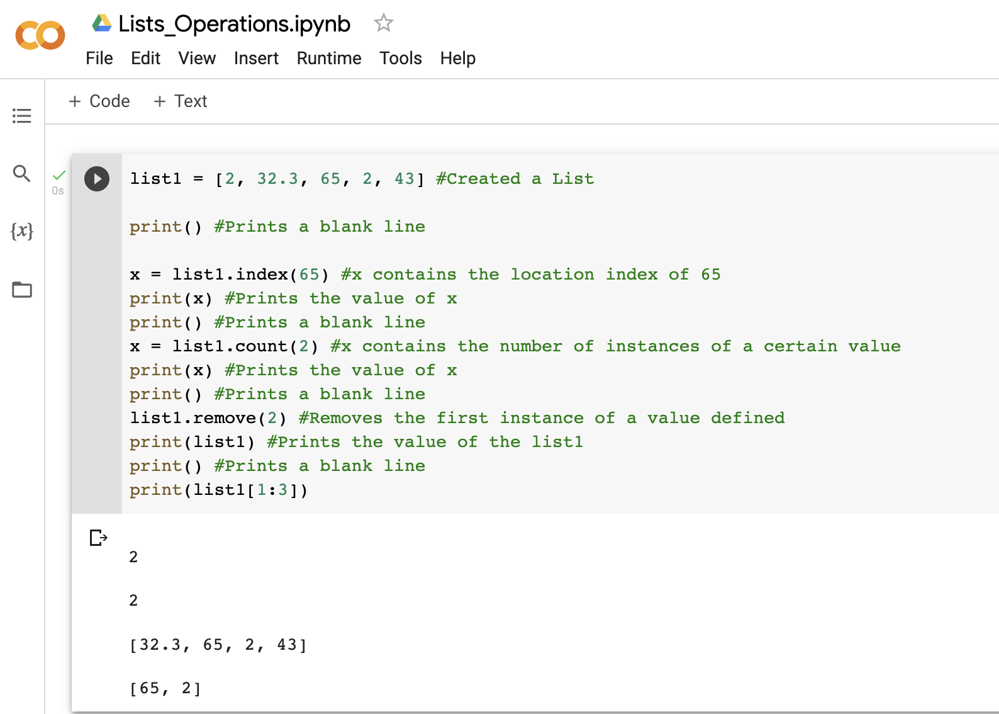 Lists_Operations.ipynb
File Edit View Insert Runtime Tools Help
+ Code + Text
{x}
0s
list1 = [2, 32.3, 65, 2, 43] #Created a List
print() #Prints a blank line
x = list1.index(65) #x contains the location index of 65
print(x) #Prints the value of x
print() #Prints a blank line
x = list1.count(2) #x contains the number of instances of a certain value
print(x) #Prints the value of x
print() #Prints a blank line
list1.remove(2) #Removes the first instance of a value defined
print(list1) #Prints the value of the list1
print() #Prints a blank line
print(list1[1:3])
2
2
[32.3, 65, 2, 43]
[65, 2]